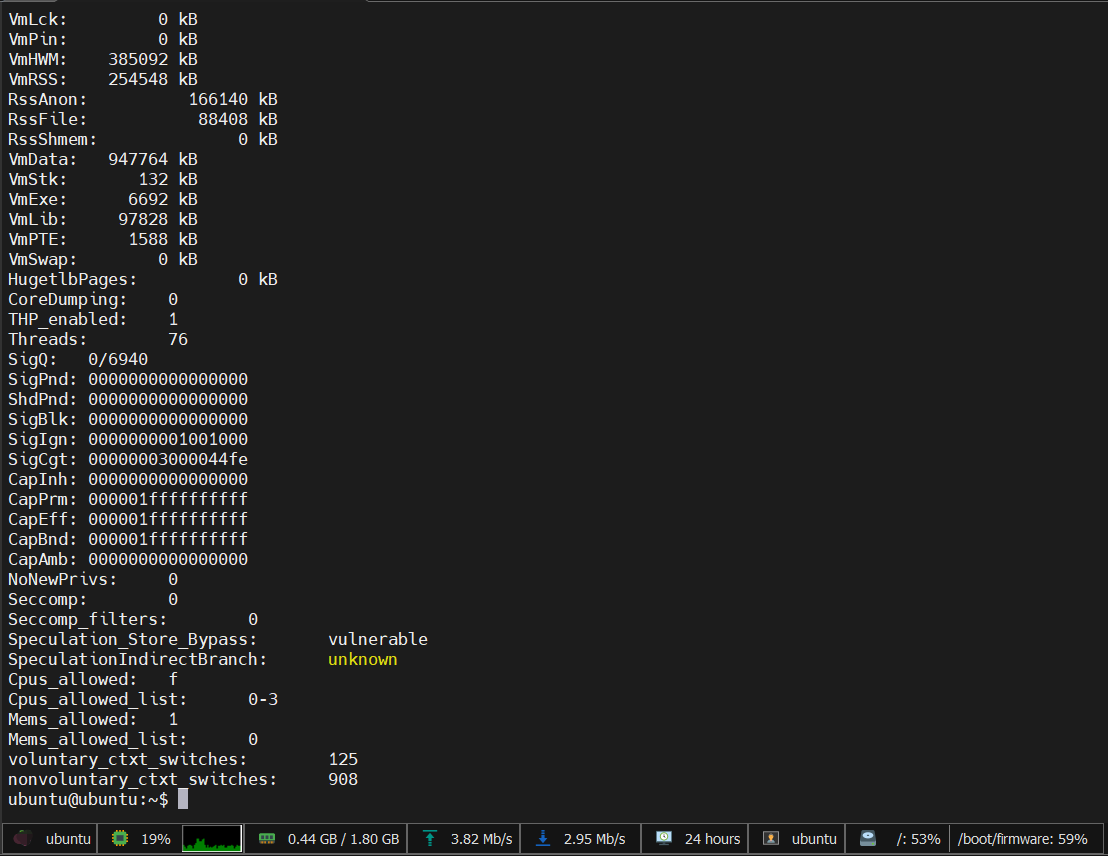 VmLck:         0 kB
VmPin:         0 kB
VmHWM:    385092 kB
VmRSS:    254548 kB
RssAnon:          166140 kB
RssFile:           88408 kB
RssShmem:              0 kB
VmData:   947764 kB
VmStk:       132 kB
VmExe:      6692 kB
VmLib:     97828 kB
VmPTE:      1588 kB
VmSwap:        0 kB
HugetlbPages:          0 kB
CoreDumping:    0
THP_enabled:    1
Threads:        76
SigQ:   0/6940
SigPnd: 0000000000000000
ShdPnd: 0000000000000000
SigBlk: 0000000000000000
SigIgn: 0000000001001000
SigCgt: 00000003000044fe
CapInh: 0000000000000000
CapPrm: 000001ffffffffff
CapEff: 000001ffffffffff
CapBnd: 000001ffffffffff
CapAmb: 0000000000000000
NoNewPrivs:     0
Seccomp:        0
Seccomp_filters:        0
Speculation_Store_Bypass:       vulnerable
SpeculationIndirectBranch:      unknown
Cpus_allowed:   f
Cpus_allowed_list:      0-3
Mems_allowed:   1
Mems_allowed_list:      0
voluntary_ctxt_switches:        125
nonvoluntary_ctxt_switches:     908
ubuntu@ubuntu:~$
ubuntu 19% 0.44 GB / 1.80 GB 3.82 Mb/s 2.95 Mb/s 24 hours ubuntu /: 53% /boot/firmware: 59%